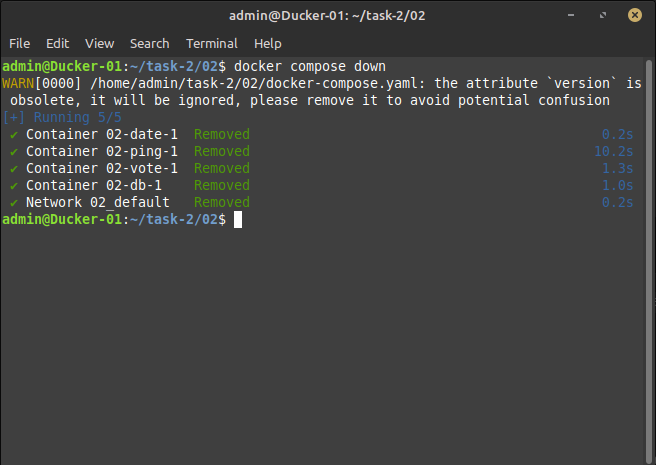 admin@Ducker-01: ~/task-2/02
File Edit View Search Terminal Help
admin@Ducker-01:~/task-2/02$ docker compose down
WARN[0000] /home/admin/task-2/02/docker-compose.yaml: the attribute `version` is
 obsolete, it will be ignored, please remove it to avoid potential confusion
[+] Running 5/5
 ✔ Container 02-date-1  Removed 0.2s
 ✔ Container 02-ping-1  Removed 10.2s
 ✔ Container 02-vote-1  Removed 1.3s
 ✔ Container 02-db-1    Removed 1.0s
 ✔ Network 02_default   Removed 0.2s
admin@Ducker-01:~/task-2/02$